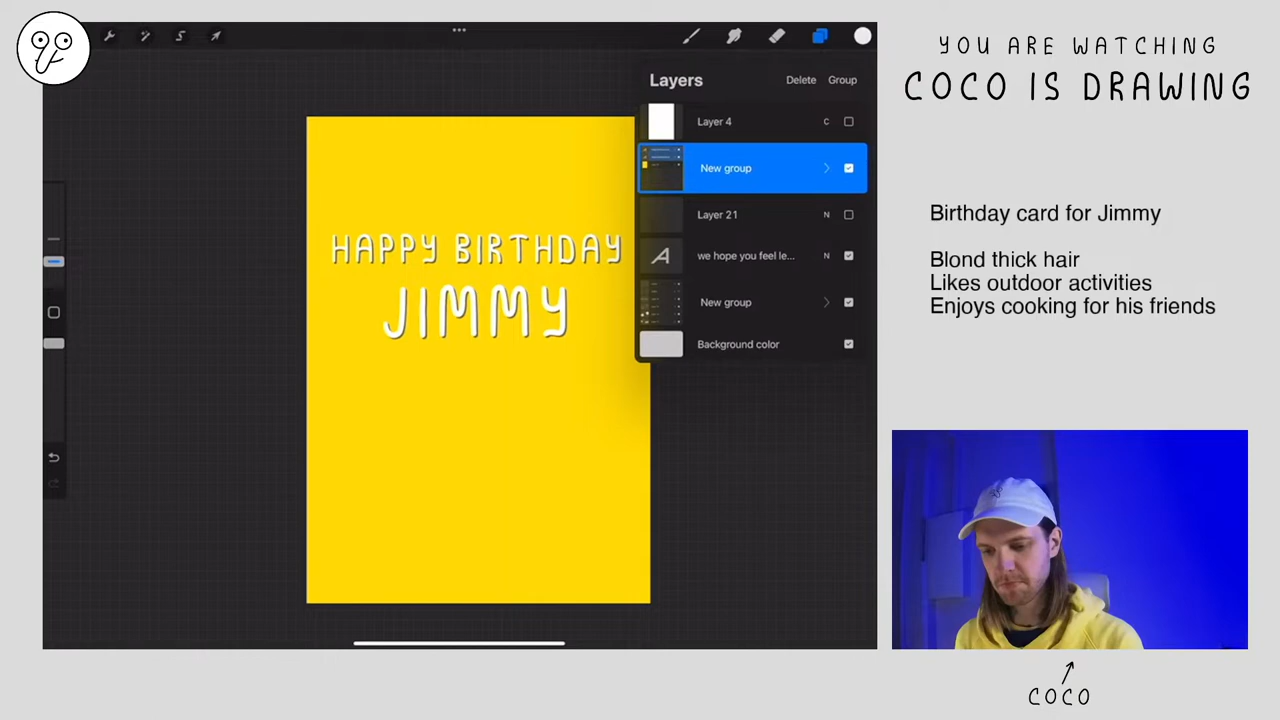 YOU ARE WATCHING
COCO IS DRAWING
Layers
Delete
Group
Layer 4
C
New group
Layer 21
N
we hope you feel le...
N
New group
Background color
HAPPY BIRTHDAY
JIMMY
Birthday card for Jimmy
Blond thick hair
Likes outdoor activities
Enjoys cooking for his friends
COCO